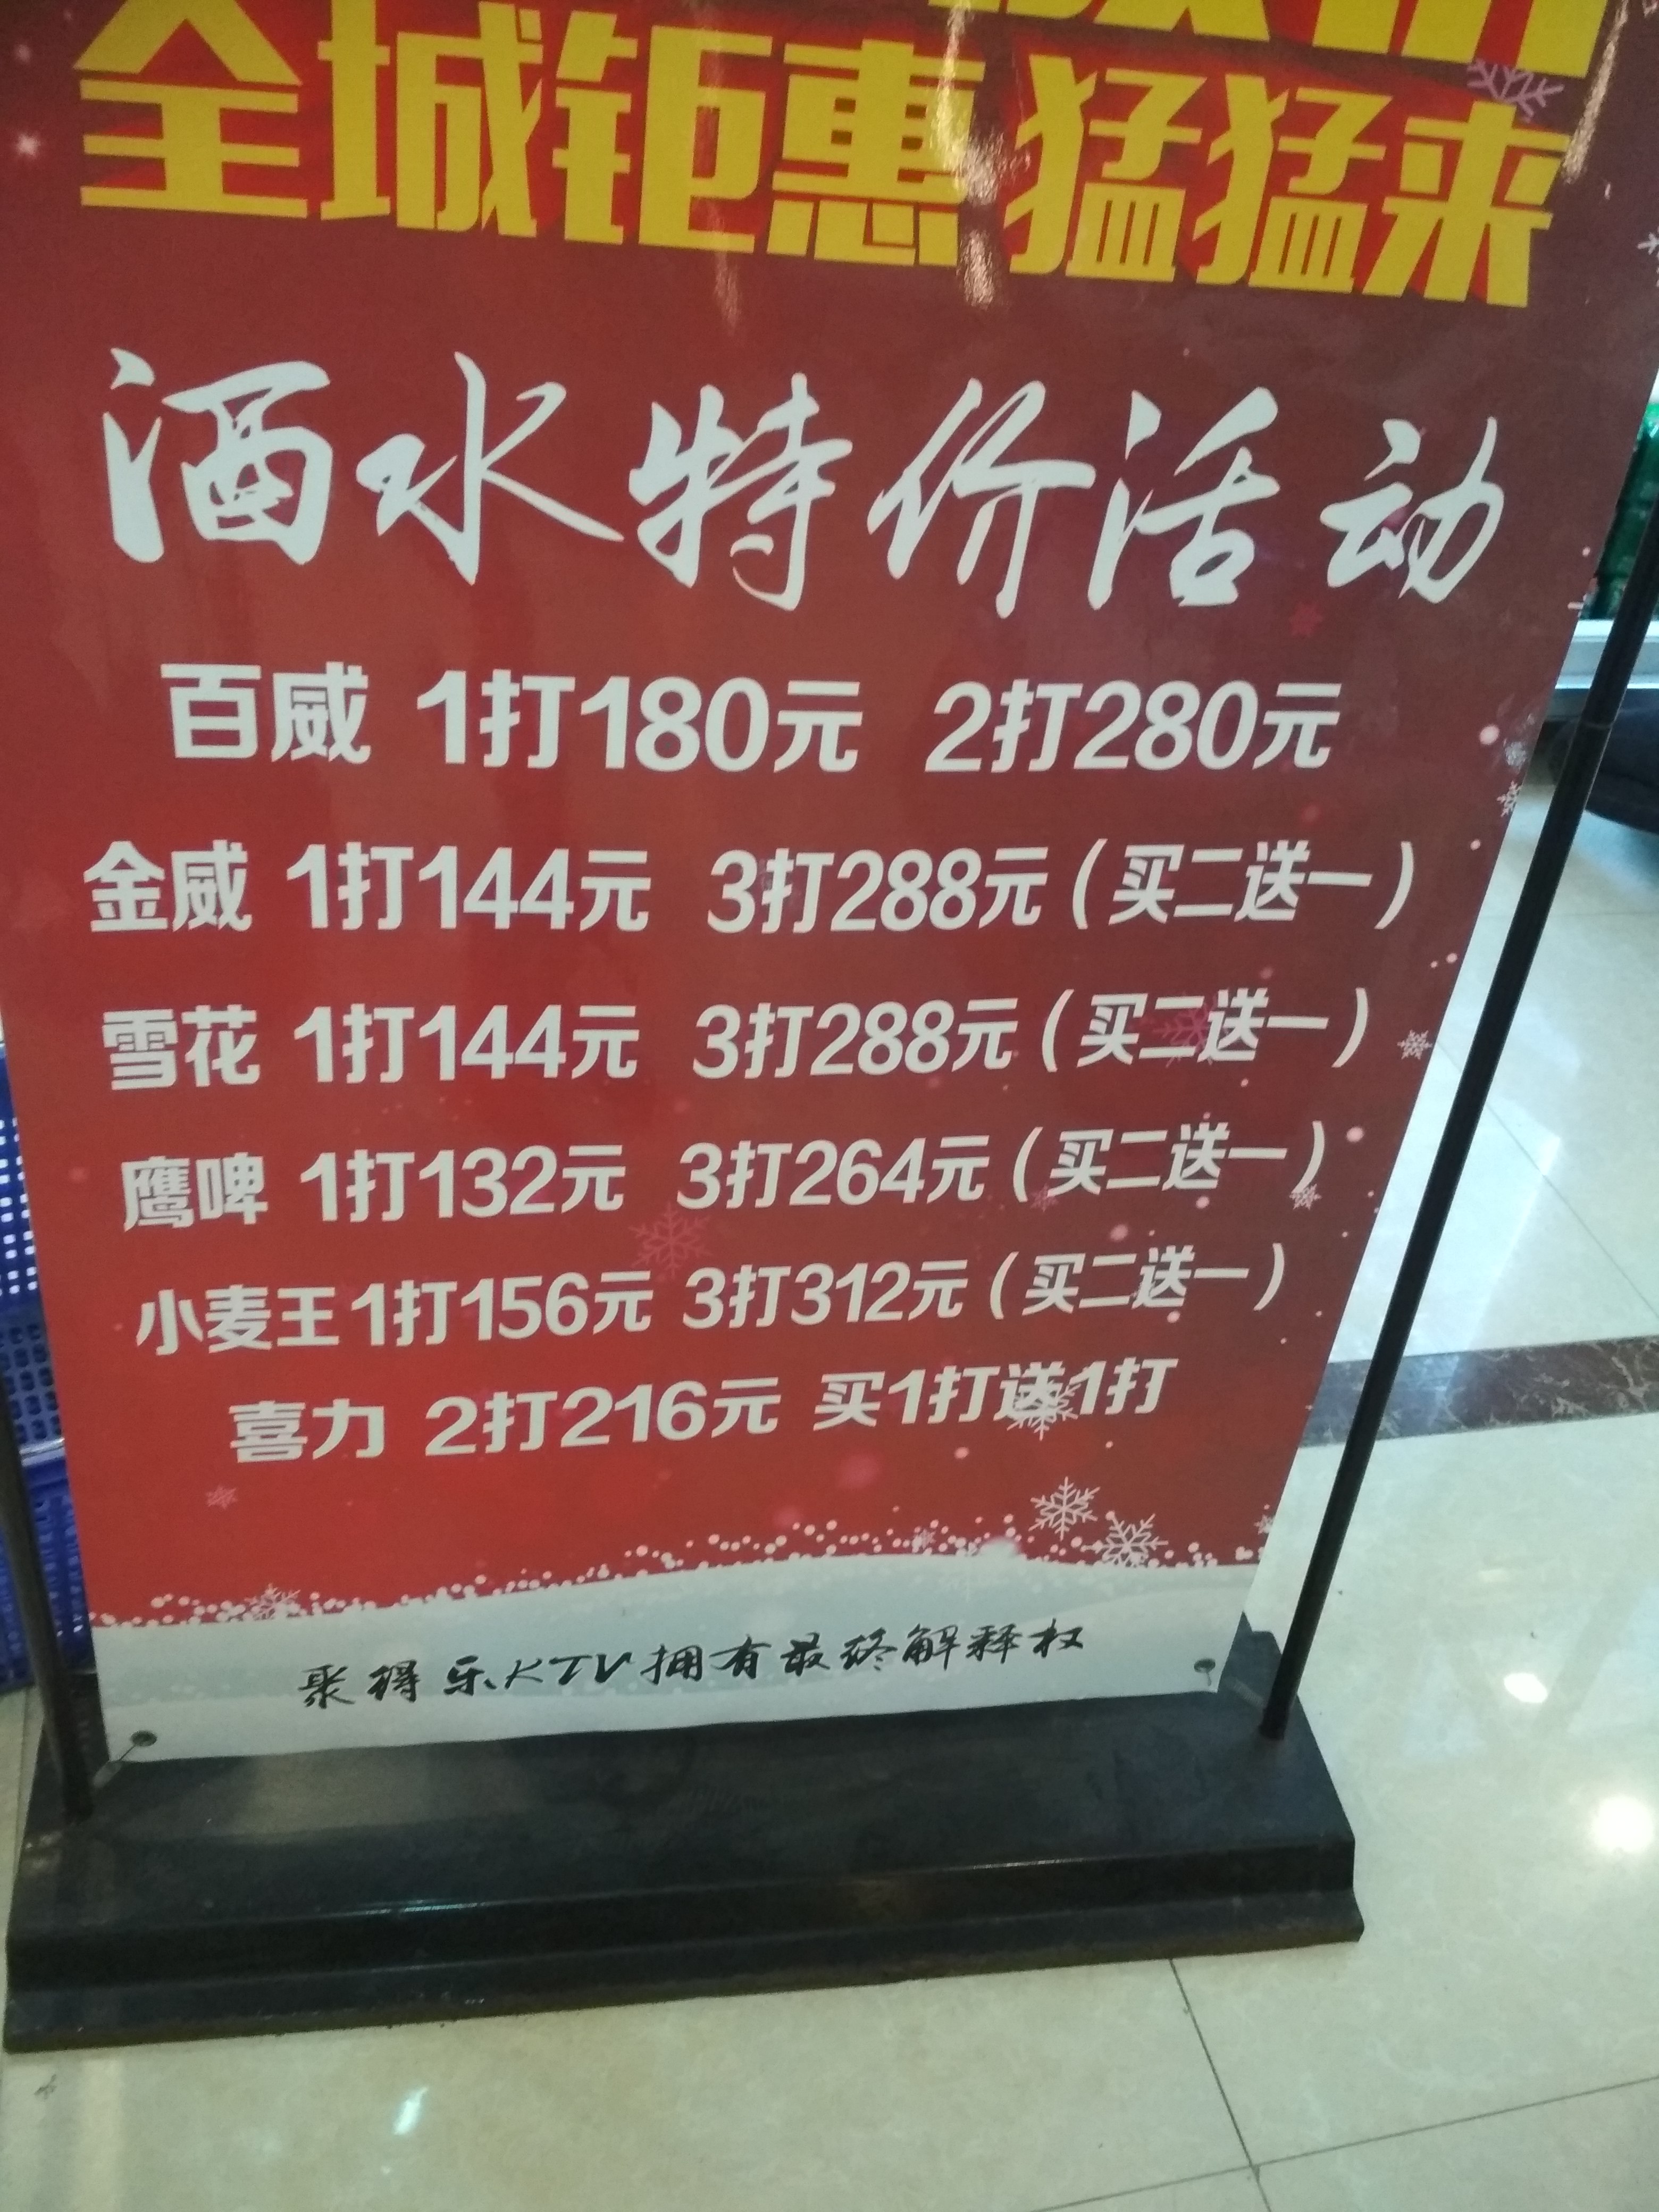 全城钜惠 猛猛来
酒水特价活动
百威 1打180元 2打280元
金威 1打144元 3打288元（买二送一）
雪花 1打144元 3打288元（买二送一）
鹰啤 1打132元 3打264元（买二送一）
小麦王1打156元 3打312元（买二送一）
喜力 2打216元 买1打送1打
聚得乐KTV拥有最终解释权